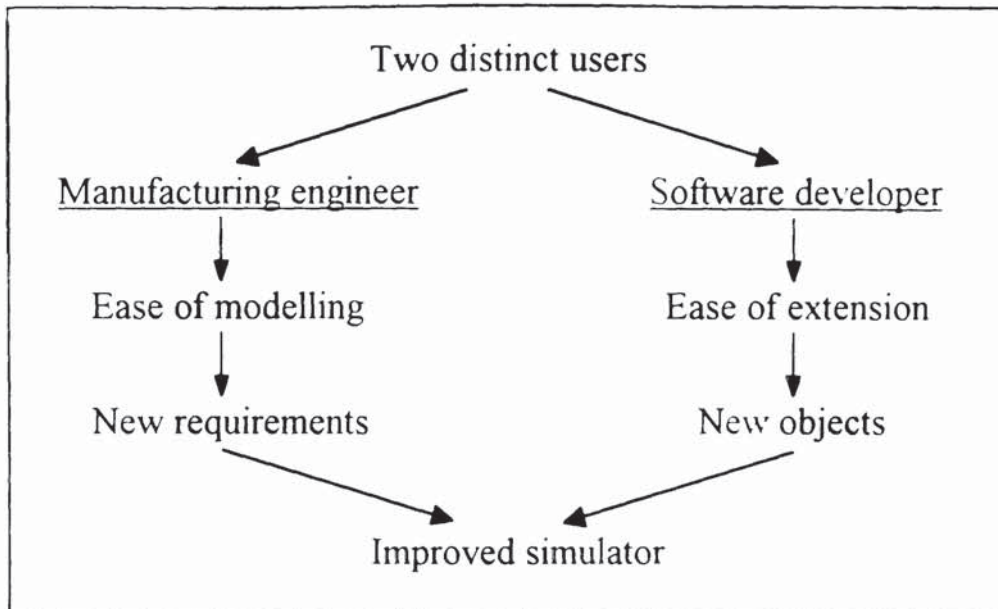 Two distinct users
Manufacturing engineer
Software developer
Ease of modelling
Ease of extension
New requirements
New objects
Improved simulator